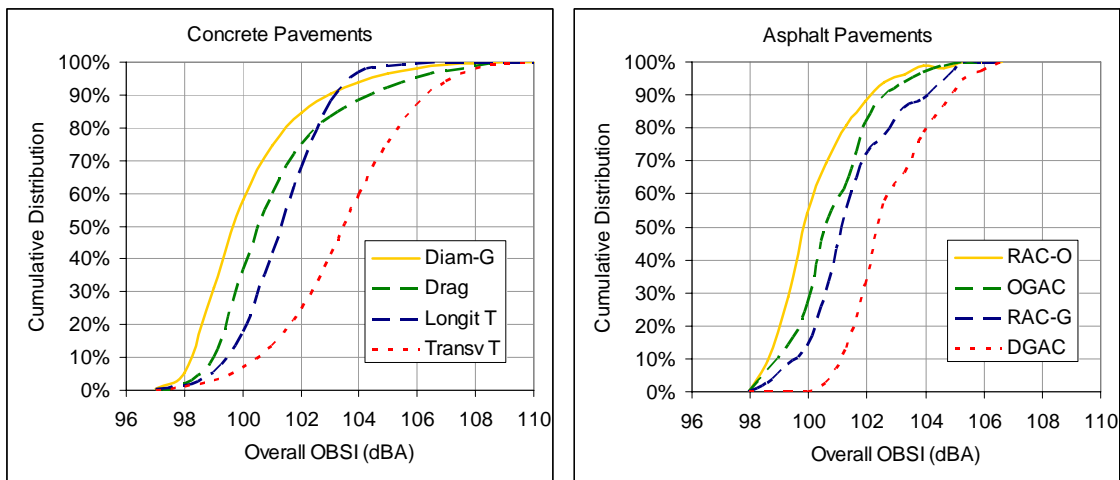 Concrete Pavements
100%
90%
80%
70%
60%
50%
40%
30%
20%
10%
0%
Cumulative Distribution
Diam-G
Drag
Longit T
Transv T
96 98 100 102 104 106 108 110
Overall OBSI (dBA)
Asphalt Pavements
100%
90%
80%
70%
60%
50%
40%
30%
20%
10%
0%
Cumulative Distribution
RAC-O
OGAC
RAC-G
DGAC
96 98 100 102 104 106 108 110
Overall OBSI (dBA)